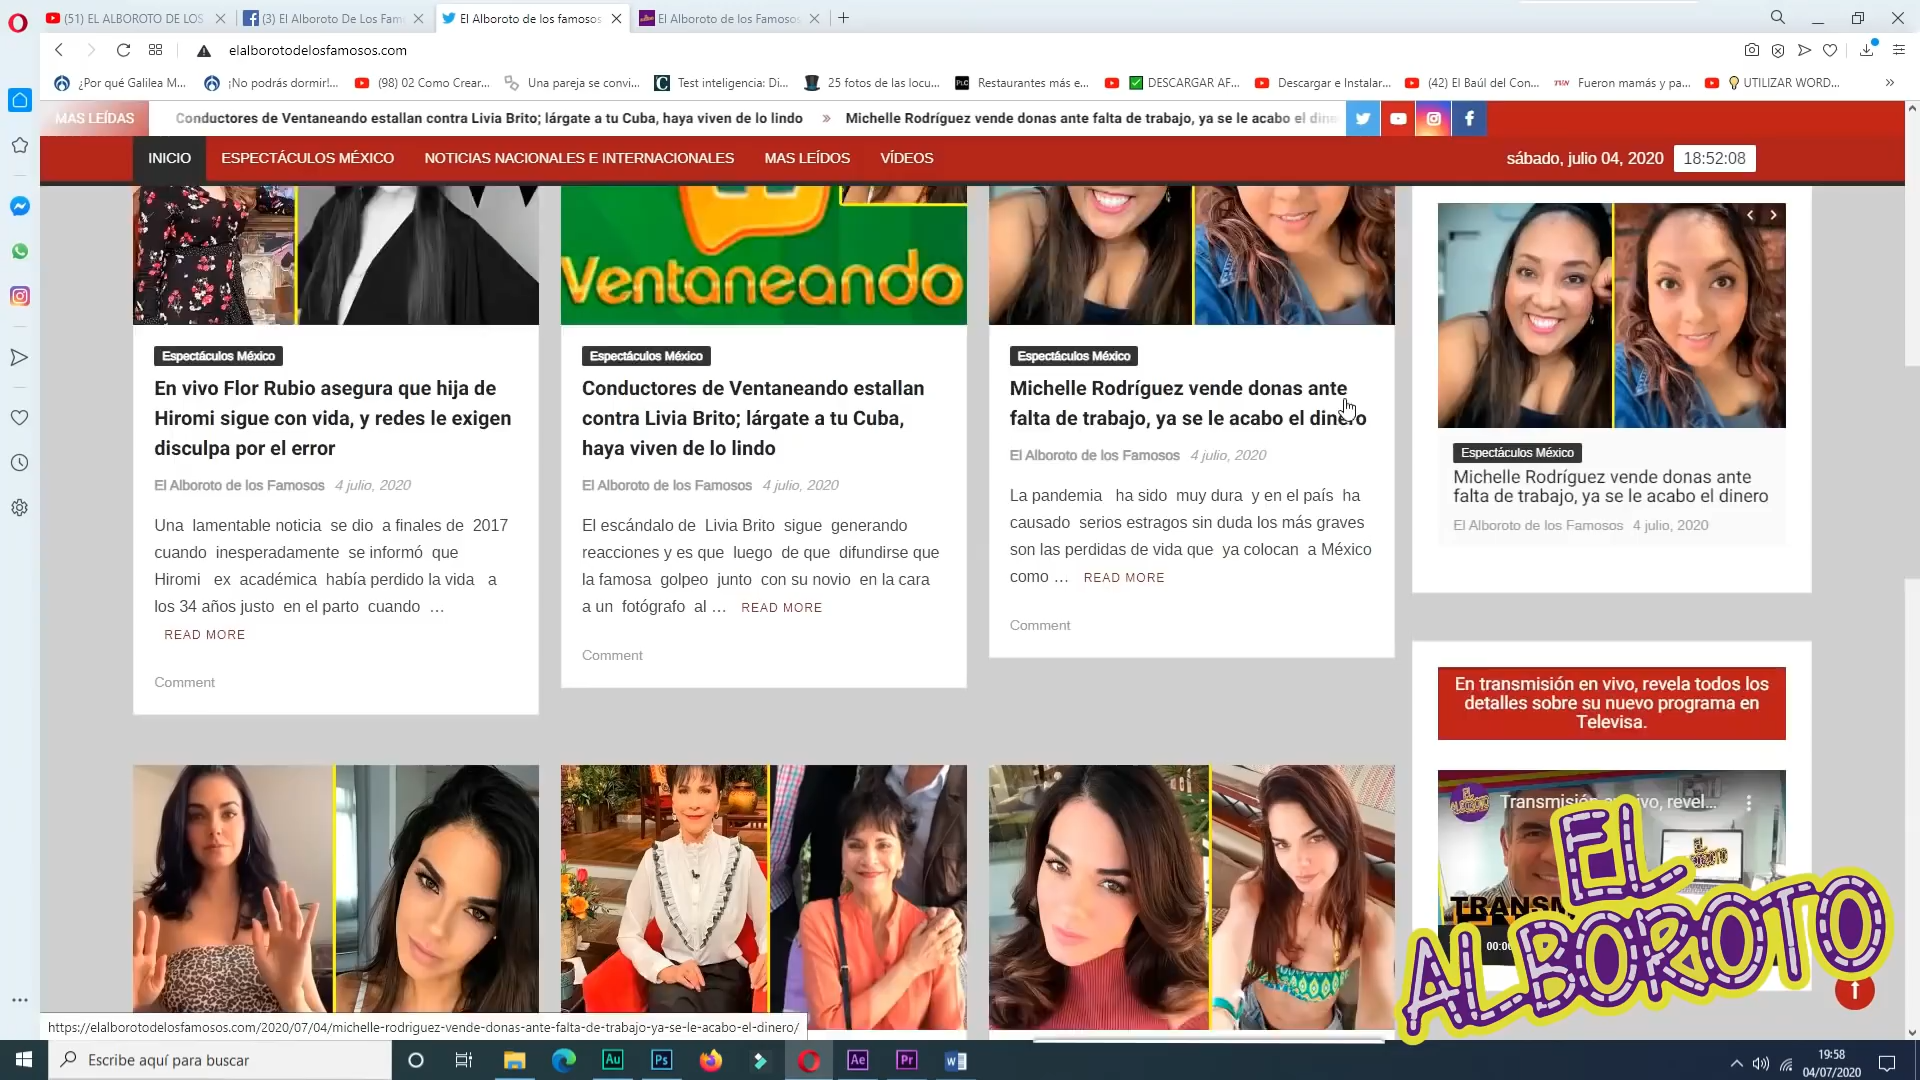 (51) EL ALBOROTO DE LOS
(3) El Alboroto De Los Fam
El Alboroto de los famosos
El Alboroto de los Famosos
elalborotodelosfamosos.com
¿Por qué Galilea M...
¡No podrás dormir!...
(98) 02 Como Crear...
Una pareja se convi...
Test inteligencia: Di...
25 fotos de las locu...
Restaurantes más e...
DESCARGAR AF...
Descargar e Instalar...
(42) El Baúl del Con...
Fueron mamás y pa...
UTILIZAR WORD...
MAS LEÍDAS
Conductores de Ventaneando estallan contra Livia Brito; lárgate a tu Cuba, haya viven de lo lindo » Michelle Rodríguez vende donas ante falta de trabajo, ya se le acabo el dine
INICIO ESPECTÁCULOS MÉXICO NOTICIAS NACIONALES E INTERNACIONALES MAS LEÍDOS VÍDEOS
sábado, julio 04, 2020 18:52:08
Ventaneando
Espectáculos México
En vivo Flor Rubio asegura que hija de
Hiromi sigue con vida, y redes le exigen
disculpa por el error
El Alboroto de los Famosos 4 julio, 2020
Una lamentable noticia se dio a finales de 2017
cuando inesperadamente se informó que
Hiromi ex académica había perdido la vida a
los 34 años justo en el parto cuando …
READ MORE
Comment
Espectáculos México
Conductores de Ventaneando estallan
contra Livia Brito; lárgate a tu Cuba,
haya viven de lo lindo
El Alboroto de los Famosos 4 julio, 2020
El escándalo de Livia Brito sigue generando
reacciones y es que luego de que difundirse que
la famosa golpeo junto con su novio en la cara
a un fotógrafo al … READ MORE
Comment
Espectáculos México
Michelle Rodríguez vende donas ante
falta de trabajo, ya se le acabo el dinero
El Alboroto de los Famosos 4 julio, 2020
La pandemia ha sido muy dura y en el país ha
causado serios estragos sin duda los más graves
son las perdidas de vida que ya colocan a México
como … READ MORE
Comment
Espectáculos México
Michelle Rodríguez vende donas ante
falta de trabajo, ya se le acabo el dinero
El Alboroto de los Famosos 4 julio, 2020
En transmisión en vivo, revela todos los
detalles sobre su nuevo programa en
Televisa.
EL
ALBOROTO
https://elalborotodelosfamosos.com/2020/07/04/michelle-rodriguez-vende-donas-ante-falta-de-trabajo-ya-se-le-acabo-el-dinero/
Escribe aquí para buscar
Au
Ps
Ae
Pr
19:58
04/07/2020